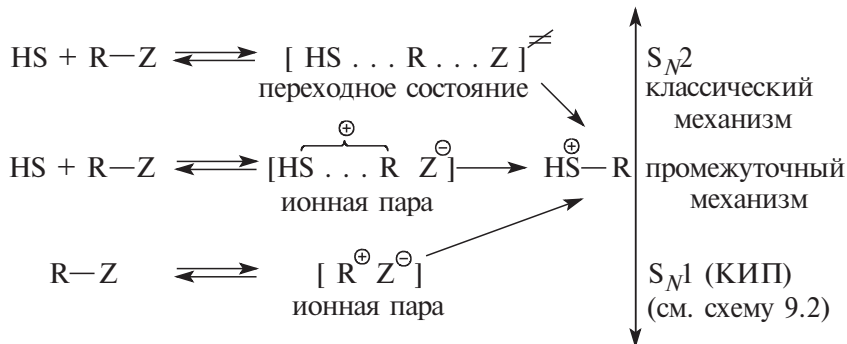 HS + R—Z ⇌ [ HS . . . R . . . Z ]≠ S_N2
переходное состояние классический
механизм
HS + R—Z ⇌ [HS . . . R Z⊖] → HS—R промежуточный
⊕ ⊕
ионная пара механизм
R—Z ⇌ [ R⊕ Z⊖ ] S_N1 (КИП)
ионная пара (см. схему 9.2)